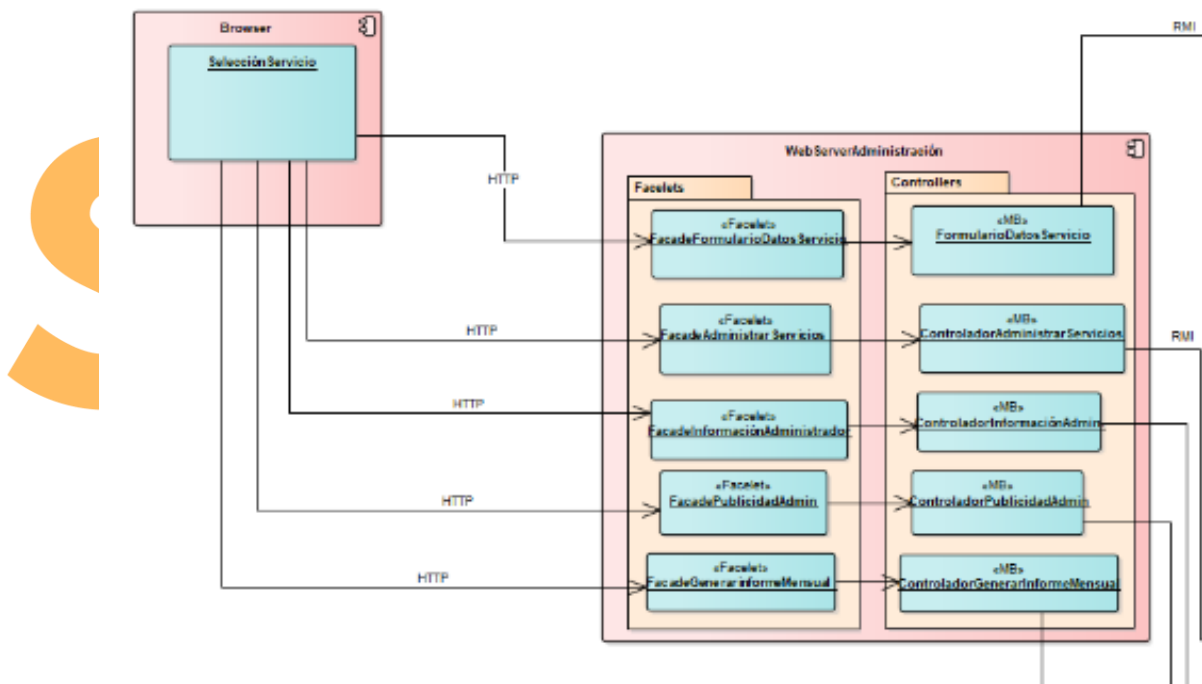 Browser
SelecciónServicio
RMI
WebServerAdministración
HTTP
Facelets
Controllers
«Facelet»
FacadeFormularioDatosServicio
«MB»
FormularioDatosServicio
HTTP
«Facelet»
FacadeAdministrarServicios
«MB»
ControladorAdministrarServicios
RMI
HTTP
«Facelet»
FacadeInformaciónAdministrador
«MB»
ControladorInformaciónAdmin
HTTP
«Facelet»
FacadePublicidadAdmin
«MB»
ControladorPublicidadAdmin
HTTP
«Facelet»
FacadeGenerarinformeMensual
«MB»
ControladorGenerarInformeMensual
S